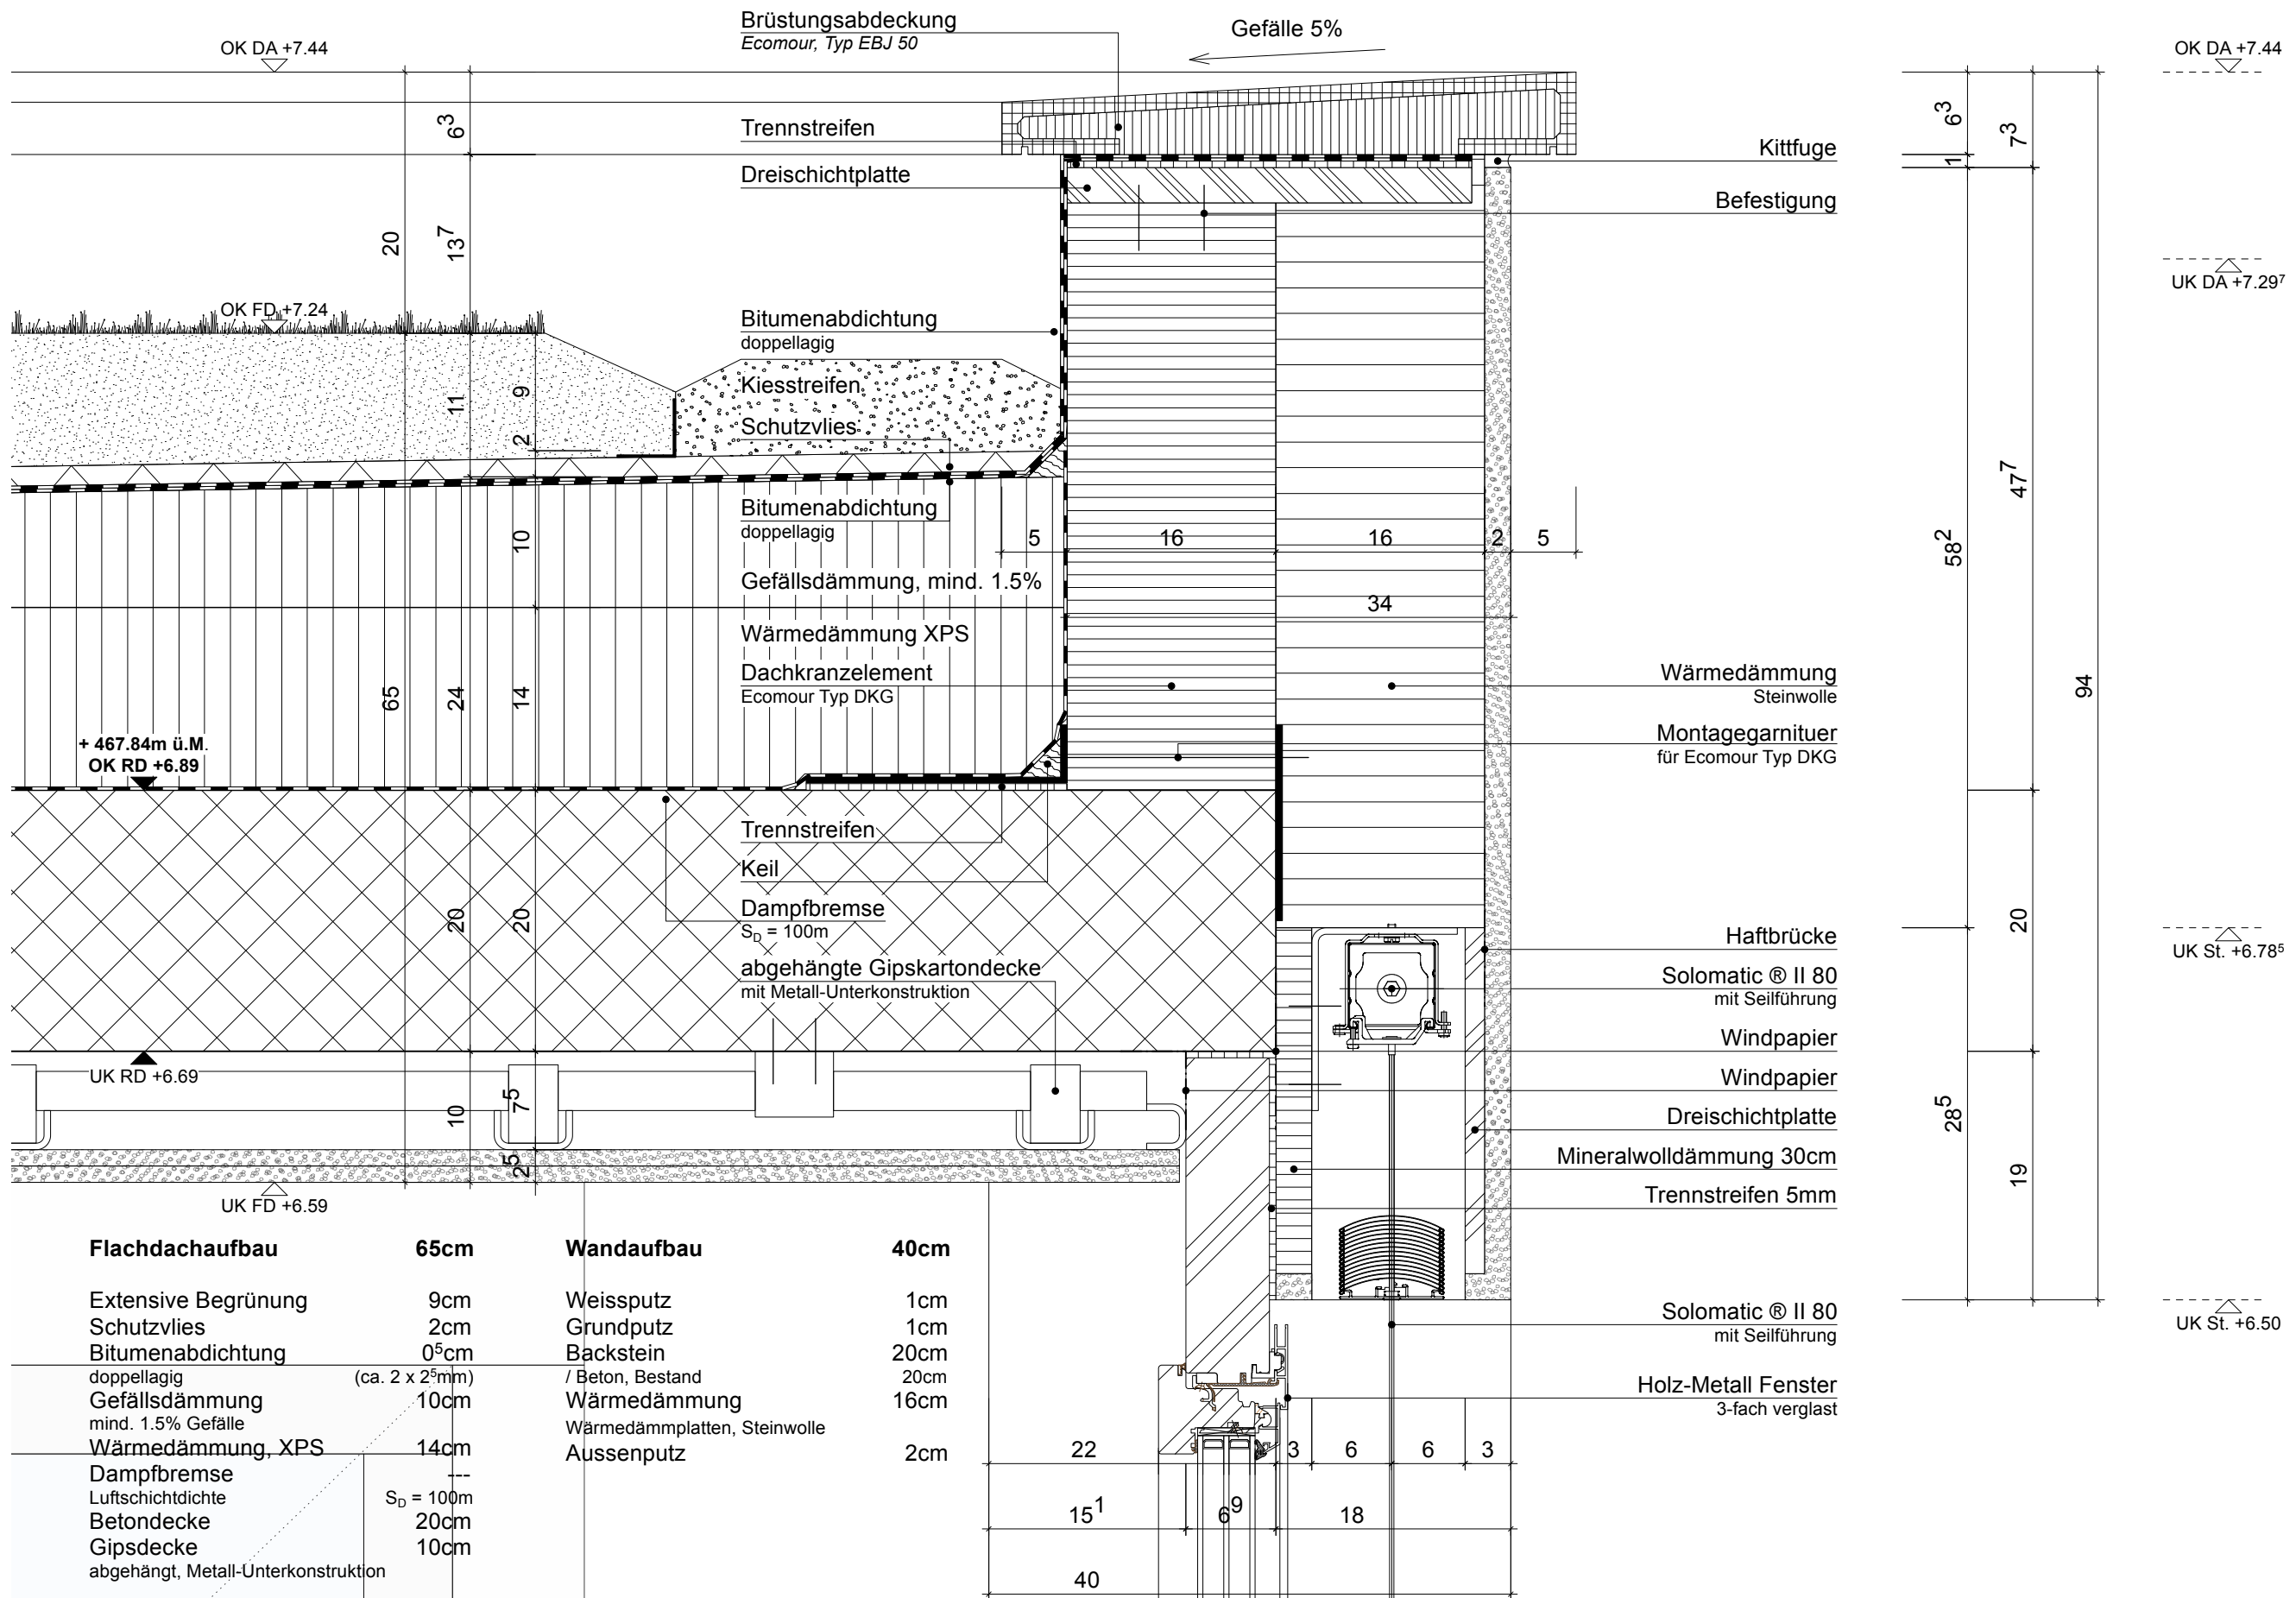 Brüstungsabdeckung
Ecomour, Typ EBJ 50
Gefälle 5%
OK DA +7.44
OK DA +7.44
6³
Trennstreifen
6³
7³
Kittfuge
1
Dreischichtplatte
Befestigung
20
13⁷
UK DA +7.29⁷
OK FD +7.24
Bitumenabdichtung
doppellagig
Kiesstreifen
11
9
Schutzvlies
2
47⁷
Bitumenabdichtung
doppellagig
10
5
16
16
2
5
58²
Gefällsdämmung, mind. 1.5%
34
Wärmedämmung XPS
Dachkranzelement
Ecomour Typ DKG
65
24
14
Wärmedämmung
Steinwolle
94
+ 467.84m ü.M.
OK RD +6.89
Montagegarnituer
für Ecomour Typ DKG
Trennstreifen
Keil
Dampfbremse
S_D = 100m
20
20
20
Haftbrücke
UK St. +6.78⁵
abgehängte Gipskartondecke
mit Metall-Unterkonstruktion
Solomatic ® II 80
mit Seilführung
Windpapier
UK RD +6.69
Windpapier
10
7⁵
Dreischichtplatte
28⁵
2⁵
Mineralwolldämmung 30cm
19
Trennstreifen 5mm
UK FD +6.59
Flachdachaufbau 65cm
Extensive Begrünung 9cm
Schutzvlies 2cm
Bitumenabdichtung 0⁵cm
doppellagig (ca. 2 x 2⁵mm)
Gefällsdämmung 10cm
mind. 1.5% Gefälle
Wärmedämmung, XPS 14cm
Dampfbremse ---
Luftschichtdichte S_D = 100m
Betondecke 20cm
Gipsdecke 10cm
abgehängt, Metall-Unterkonstruktion
Wandaufbau 40cm
Weissputz 1cm
Grundputz 1cm
Backstein 20cm
/ Beton, Bestand 20cm
Wärmedämmung 16cm
Wärmedämmplatten, Steinwolle
Aussenputz 2cm
Solomatic ® II 80
mit Seilführung
UK St. +6.50
Holz-Metall Fenster
3-fach verglast
22
3
6
6
3
15¹
6⁹
18
40